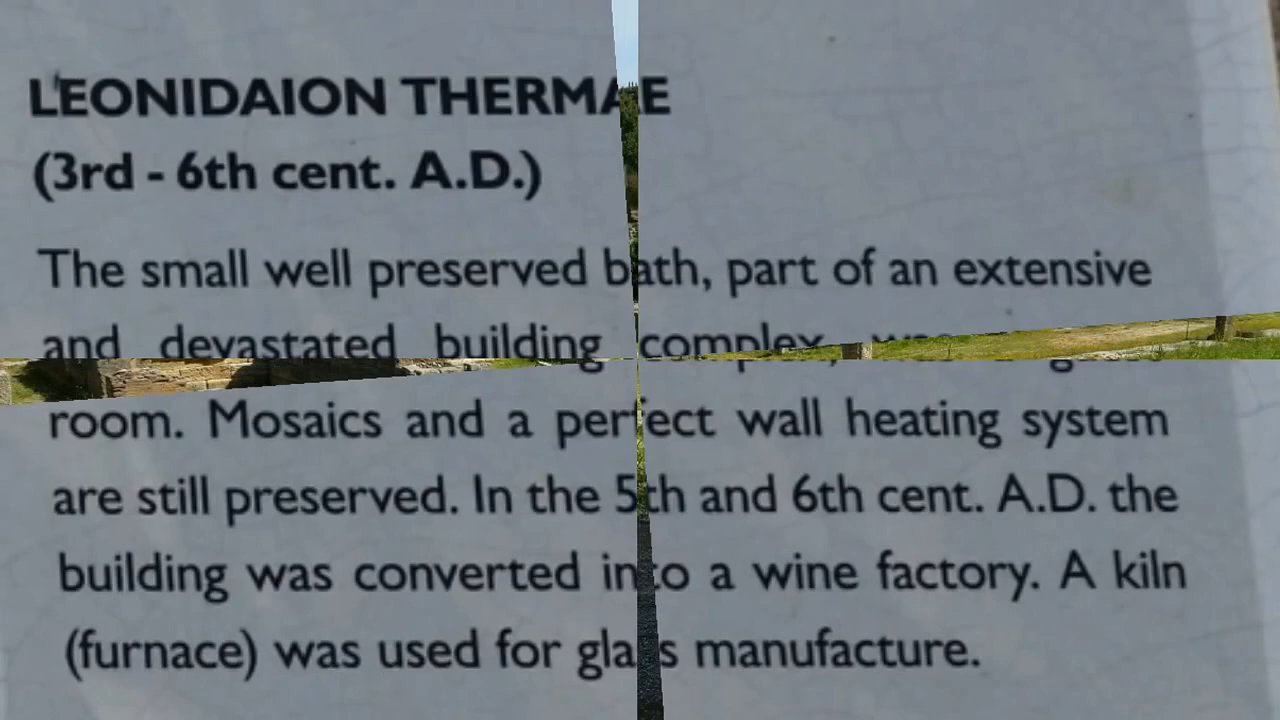 LEONIDAION THERMAE
(3rd - 6th cent. A.D.)
The small well preserved bath, part of an extensive
and devastated building complex,
room. Mosaics and a perfect wall heating system
are still preserved. In the 5th and 6th cent. A.D. the
building was converted into a wine factory. A kiln
(furnace) was used for glass manufacture.